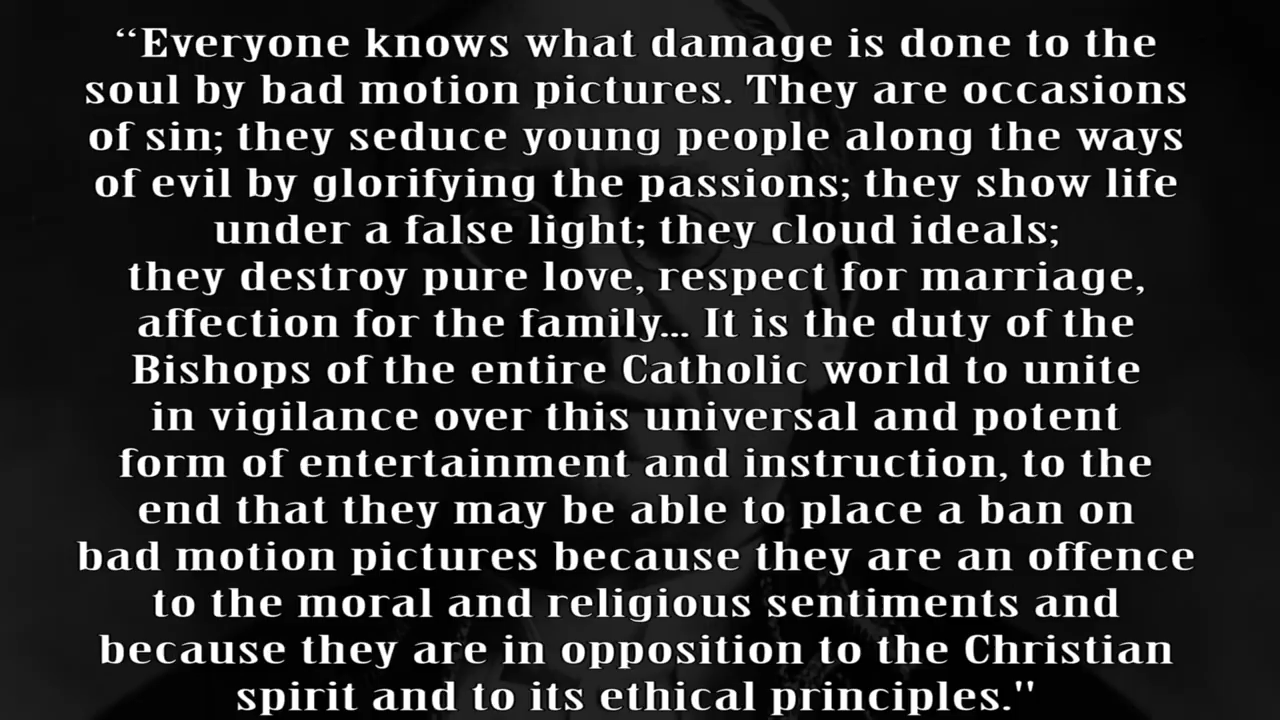 “Everyone knows what damage is done to the
soul by bad motion pictures. They are occasions
of sin; they seduce young people along the ways
of evil by glorifying the passions; they show life
under a false light; they cloud ideals;
they destroy pure love, respect for marriage,
affection for the family... It is the duty of the
Bishops of the entire Catholic world to unite
in vigilance over this universal and potent
form of entertainment and instruction, to the
end that they may be able to place a ban on
bad motion pictures because they are an offence
to the moral and religious sentiments and
because they are in opposition to the Christian
spirit and to its ethical principles."